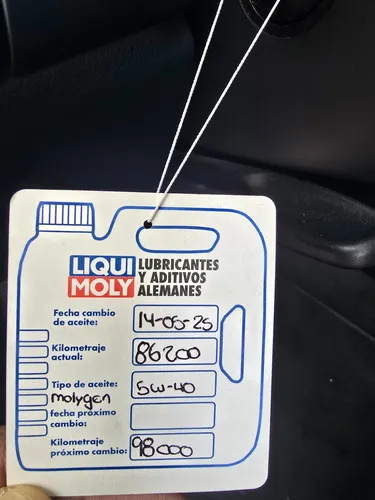 LIQUI MOLY
LUBRICANTES
Y ADITIVOS
ALEMANES
Fecha cambio
de aceite: 14-05-25
Kilometraje
actual: 86200
Tipo de aceite: 5W-40
molygen
fecha próximo
cambio:
Kilometraje
próximo cambio: 98000